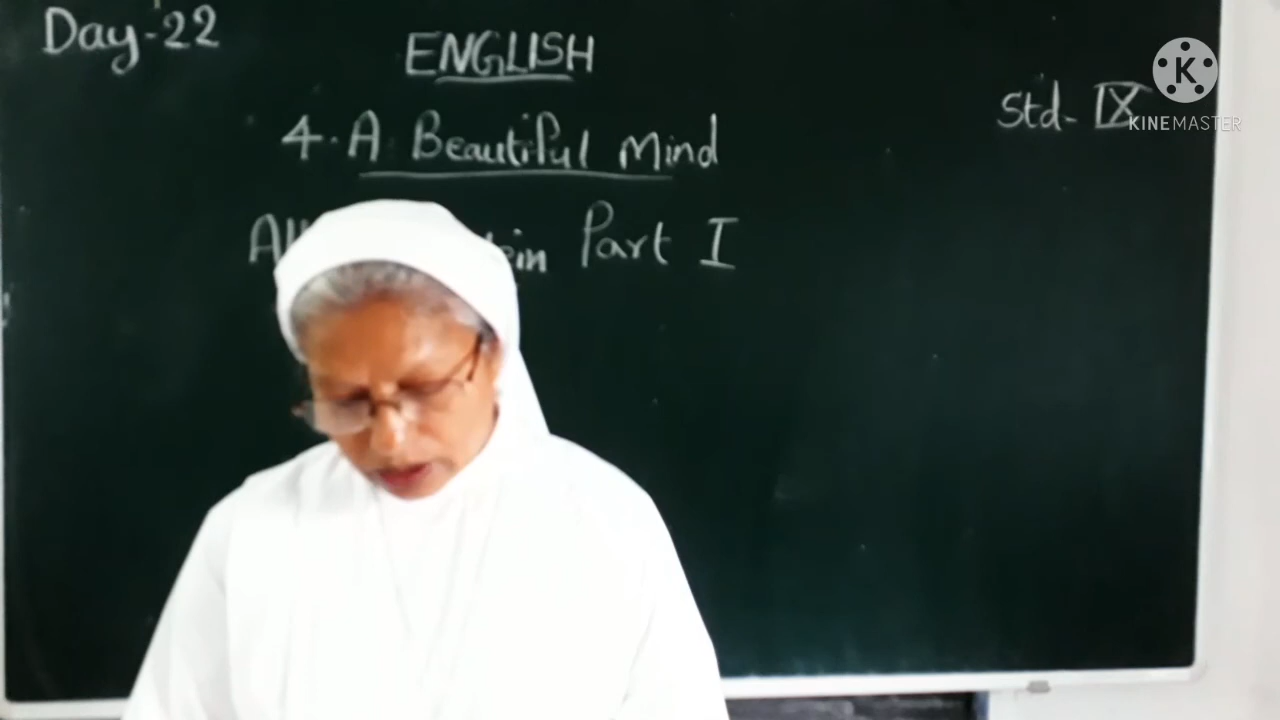 Day-22
ENGLISH
Std- IX
4. A Beautiful Mind
Part I
K
KINEMASTER